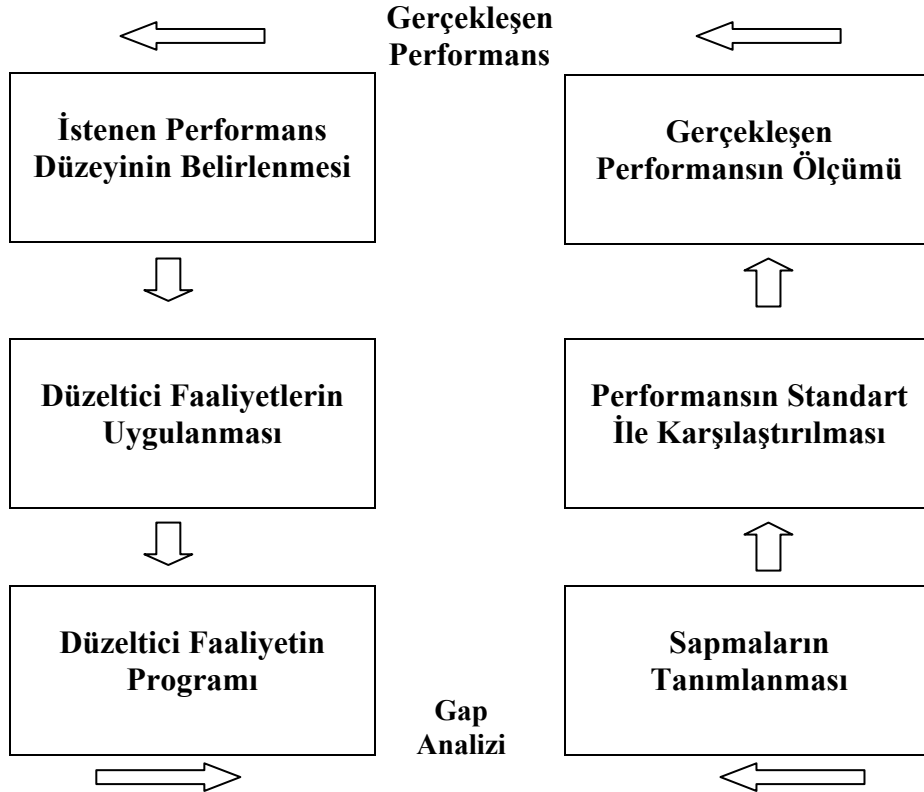 Gerçekleşen
Performans
İstenen Performans
Düzeyinin Belirlenmesi
Gerçekleşen
Performansın Ölçümü
Düzeltici Faaliyetlerin
Uygulanması
Performansın Standart
İle Karşılaştırılması
Düzeltici Faaliyetin
Programı
Sapmaların
Tanımlanması
Gap
Analizi